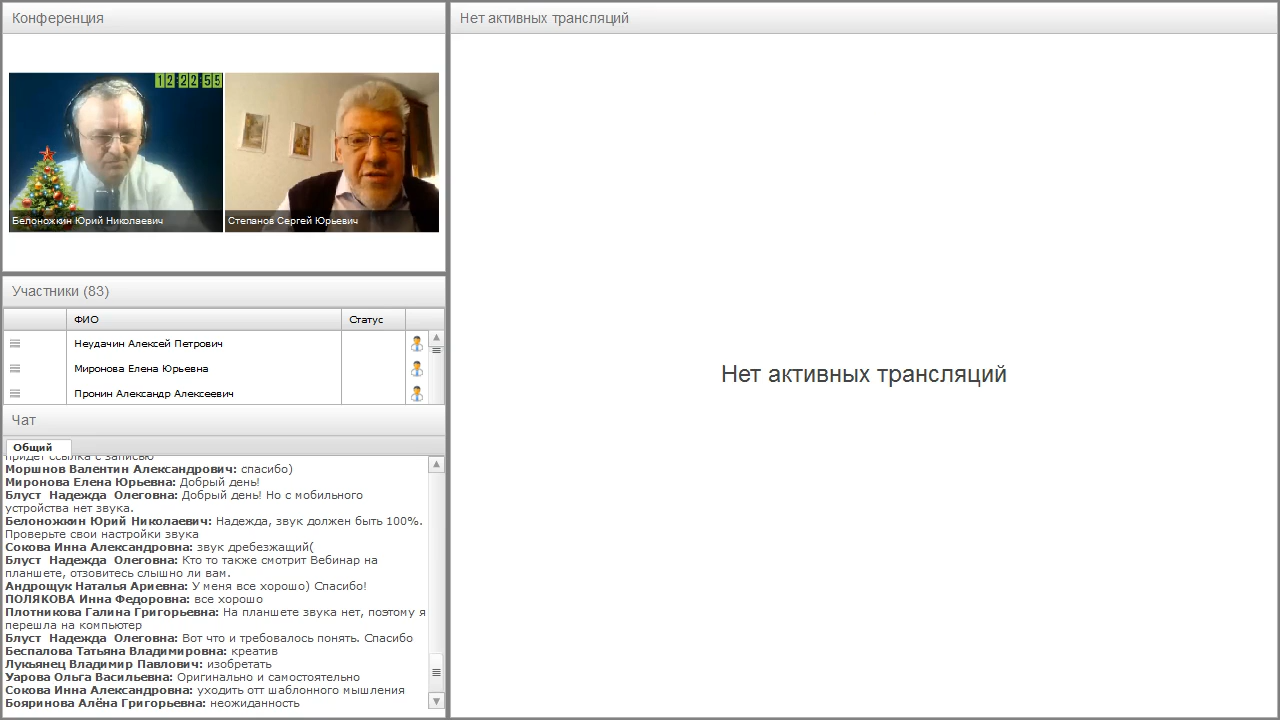 Конференция
Нет активных трансляций
12:22:55
Белоножкин Юрий Николаевич
Степанов Сергей Юрьевич
Участники (83)
ФИО
Статус
Неудачин Алексей Петрович
Миронова Елена Юрьевна
Пронин Александр Алексеевич
Нет активных трансляций
Чат
Общий
придет ссылка с записью
Моршнов Валентин Александрович: спасибо)
Миронова Елена Юрьевна: Добрый день!
Блуст Надежда Олеговна: Добрый день! Но с мобильного
устройства нет звука.
Белоножкин Юрий Николаевич: Надежда, звук должен быть 100%.
Проверьте свои настройки звука
Сокова Инна Александровна: звук дребезжащий(
Блуст Надежда Олеговна: Кто то также смотрит Вебинар на
планшете, отзовитесь слышно ли вам.
Андрощук Наталья Ариевна: У меня все хорошо) Спасибо!
ПОЛЯКОВА Инна Федоровна: все хорошо
Плотникова Галина Григорьевна: На планшете звука нет, поэтому я
перешла на компьютер
Блуст Надежда Олеговна: Вот что и требовалось понять. Спасибо
Беспалова Татьяна Владимировна: креатив
Лукьянец Владимир Павлович: изобретать
Уарова Ольга Васильевна: Оригинально и самостоятельно
Сокова Инна Александровна: уходить отт шаблонного мышления
Бояринова Алёна Григорьевна: неожиданность